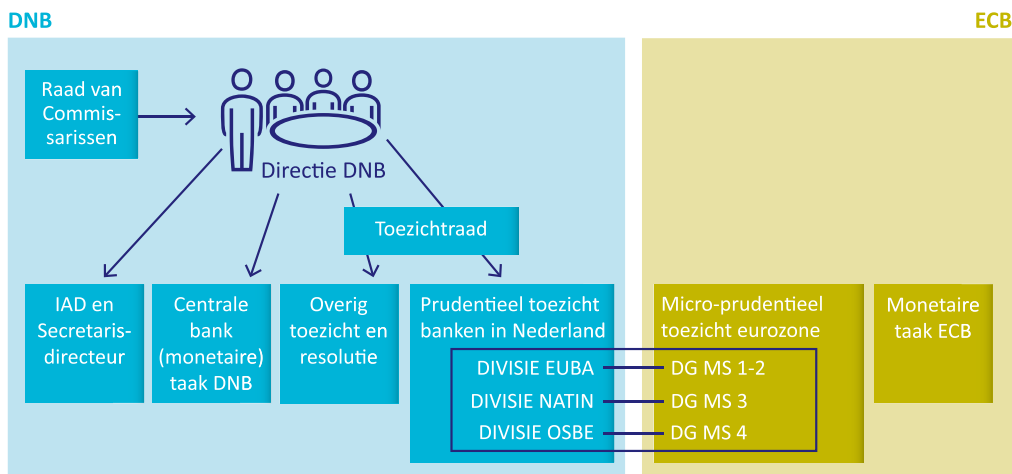 DNB
ECB
Raad van
Commis-
sarissen
Directie DNB
Toezichtraad
IAD en
Secretaris-
directeur
Centrale
bank
(monetaire)
taak DNB
Overig
toezicht en
resolutie
Prudentieel toezicht
banken in Nederland
DIVISIE EUBA
DIVISIE NATIN
DIVISIE OSBE
Micro-prudentieel
toezicht eurozone
DG MS 1-2
DG MS 3
DG MS 4
Monetaire
taak ECB